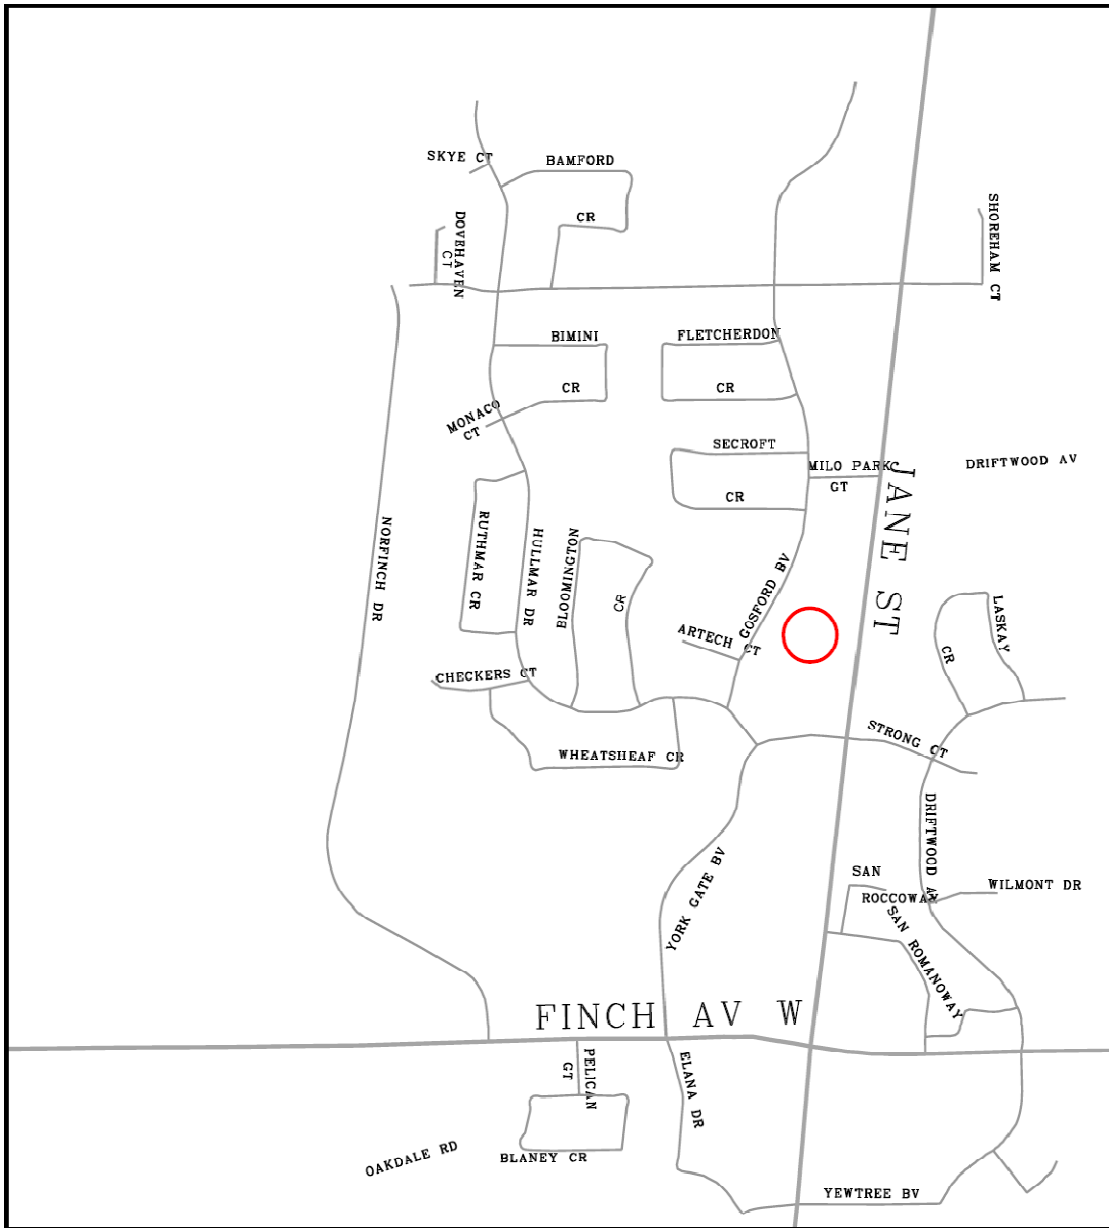 SKYE CT
BAMFORD
CR
DOVEHAVEN
CT
SHOREHAM CT
BIMINI
CR
FLETCHERDON
CR
MONACO
CT
SECROFT
CR
MILO PARK
GT
DRIFTWOOD AV
JANE ST
NORFINCH DR
RUTHMAR CR
HULLMAR DR
BLOOMINGTON
CR
GOSFORD BV
ARTECH CT
LASKAY
CR
CHECKERS CT
STRONG CT
WHEATSHEAF CR
DRIFTWOOD AV
YORK GATE BV
SAN
ROCCOWAY
WILMONT DR
SAN ROMANOWAY
FINCH AV W
PELICAN
GT
ELANA DR
OAKDALE RD
BLANEY CR
YEWTREE BV